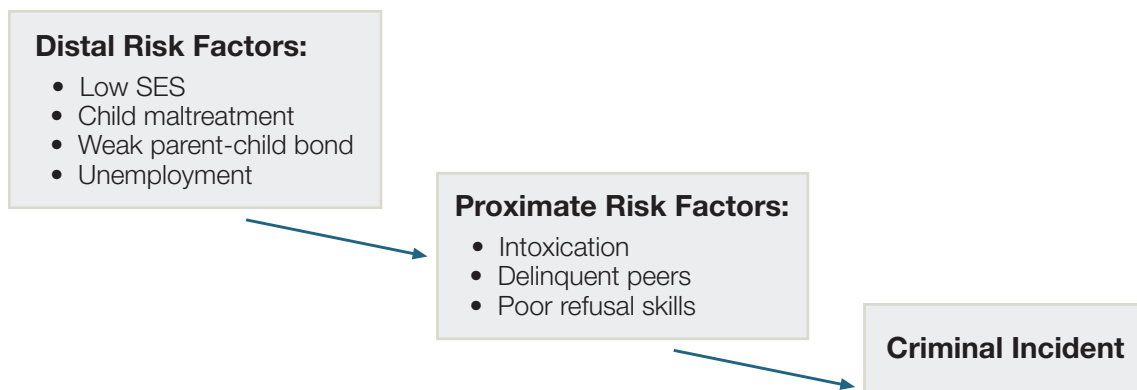 Distal Risk Factors:
• Low SES
• Child maltreatment
• Weak parent-child bond
• Unemployment
Proximate Risk Factors:
• Intoxication
• Delinquent peers
• Poor refusal skills
Criminal Incident